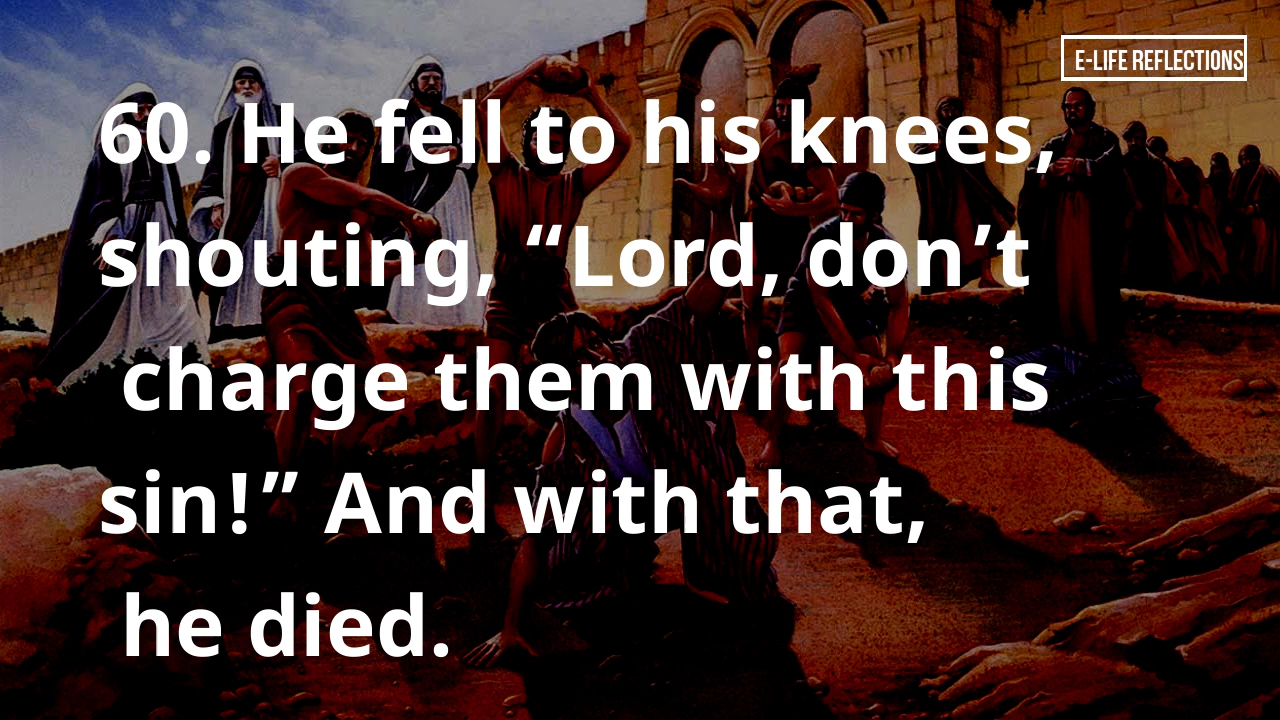 E-LIFE REFLECTIONS
60. He fell to his knees,
shouting, “Lord, don’t
charge them with this
sin!” And with that,
he died.